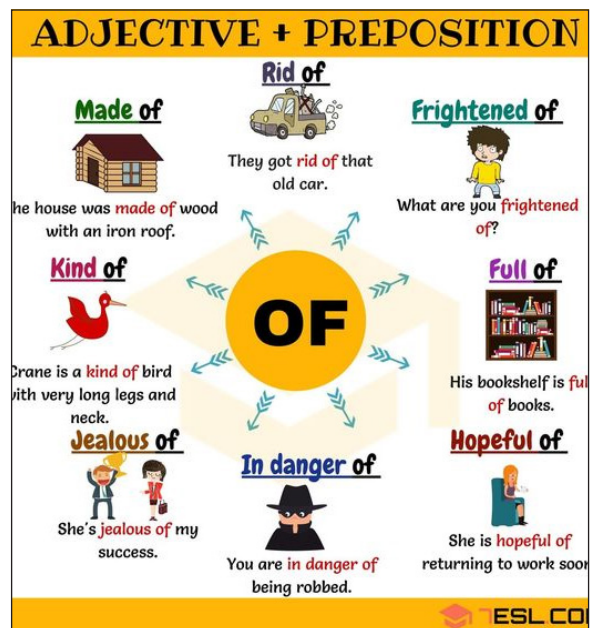 ADJECTIVE + PREPOSITION
Rid of
They got rid of that
old car.
Made of
he house was made of wood
with an iron roof.
Frightened of
What are you frightened
of?
Kind of
Crane is a kind of bird
with very long legs and
neck.
OF
Full of
His bookshelf is ful
of books.
Jealous of
She's jealous of my
success.
In danger of
You are in danger of
being robbed.
Hopeful of
She is hopeful of
returning to work soon
7ESL.CO